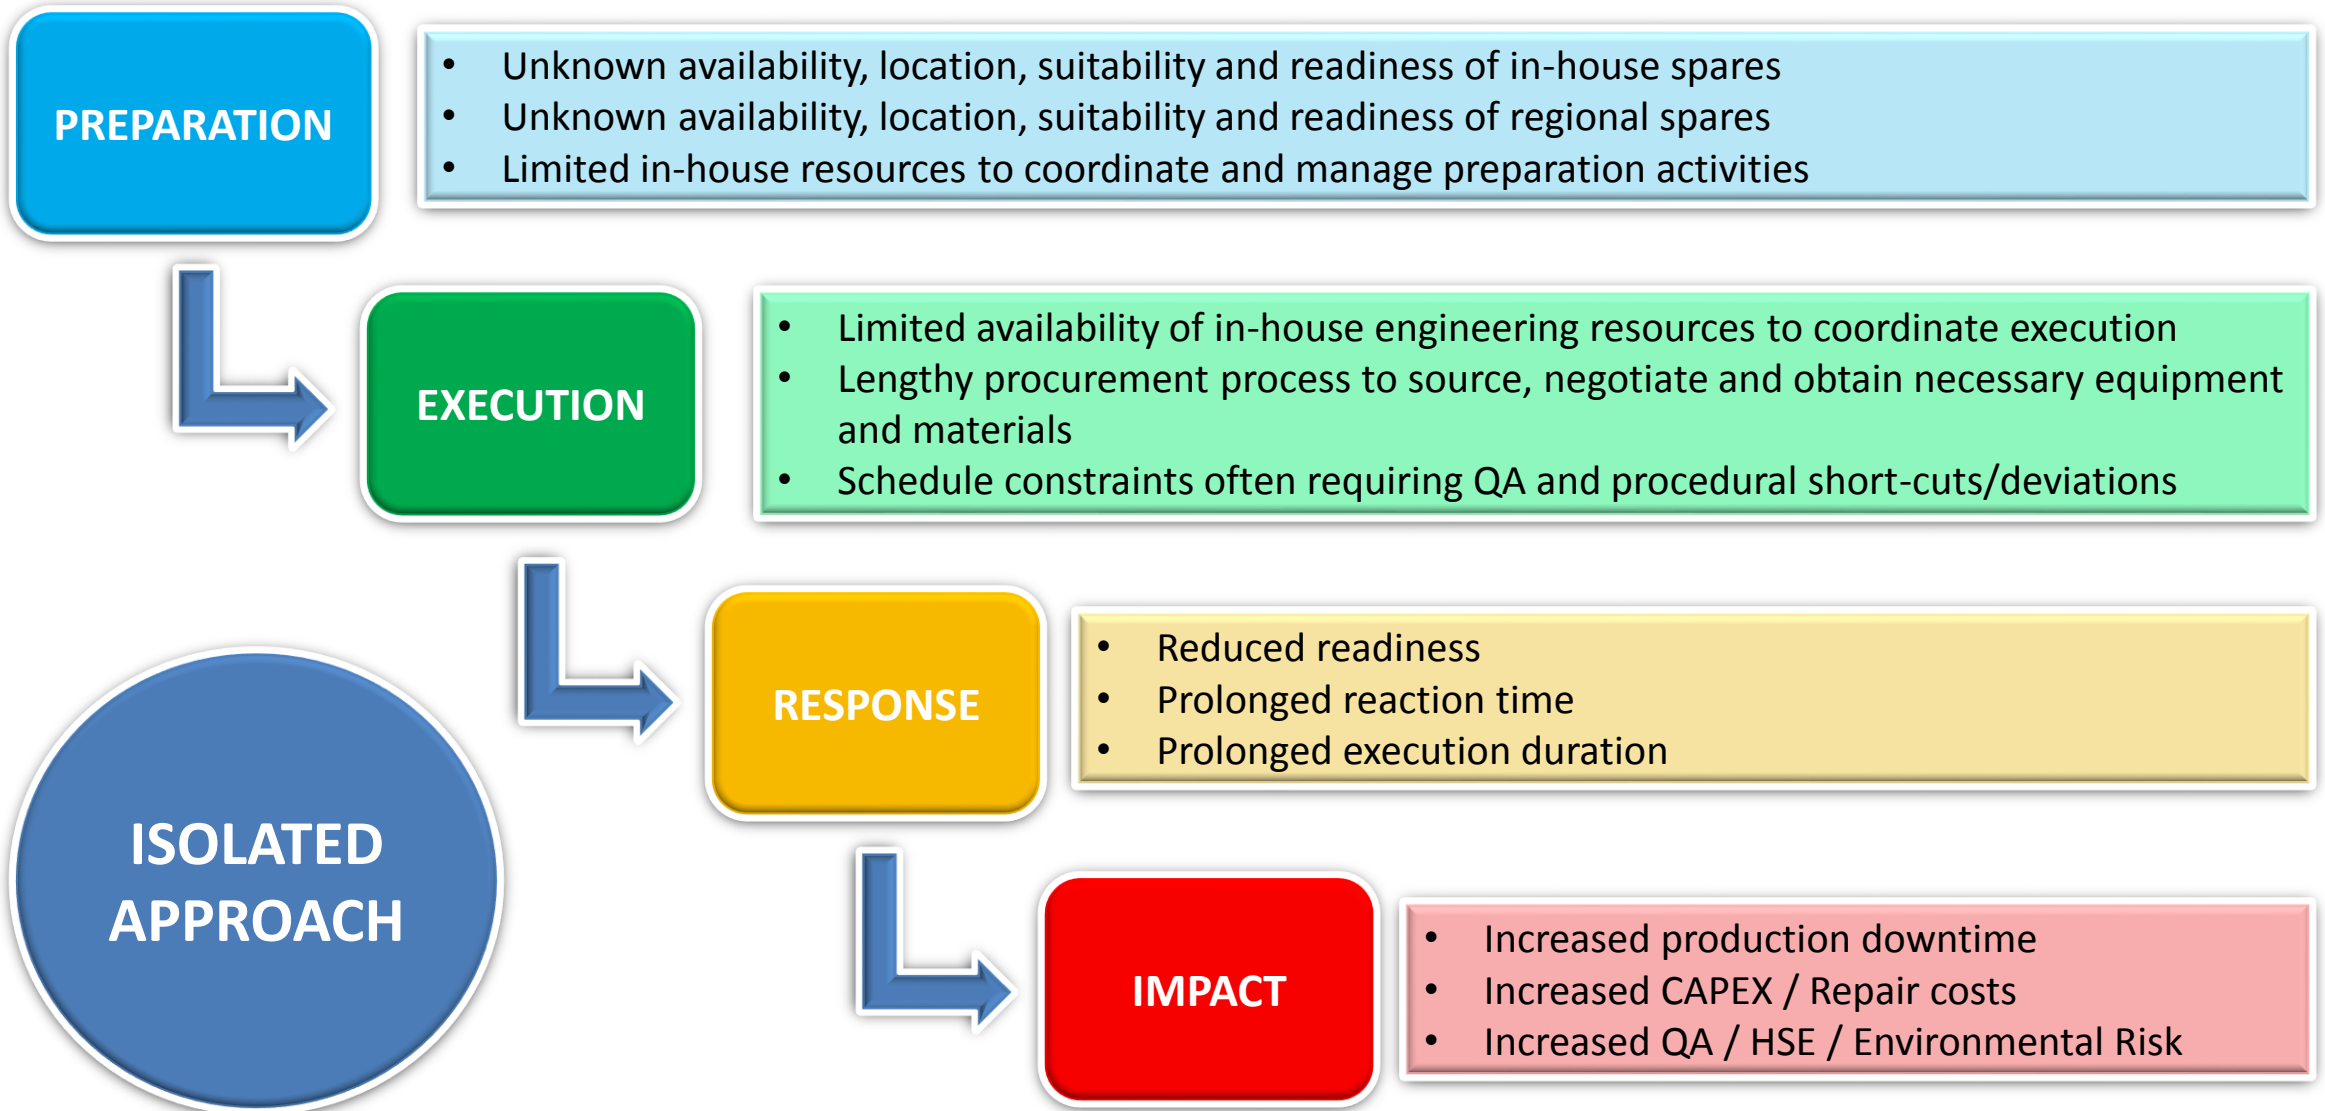 PREPARATION
• Unknown availability, location, suitability and readiness of in-house spares
• Unknown availability, location, suitability and readiness of regional spares
• Limited in-house resources to coordinate and manage preparation activities
EXECUTION
• Limited availability of in-house engineering resources to coordinate execution
• Lengthy procurement process to source, negotiate and obtain necessary equipment
and materials
• Schedule constraints often requiring QA and procedural short-cuts/deviations
RESPONSE
• Reduced readiness
• Prolonged reaction time
• Prolonged execution duration
ISOLATED
APPROACH
IMPACT
• Increased production downtime
• Increased CAPEX / Repair costs
• Increased QA / HSE / Environmental Risk